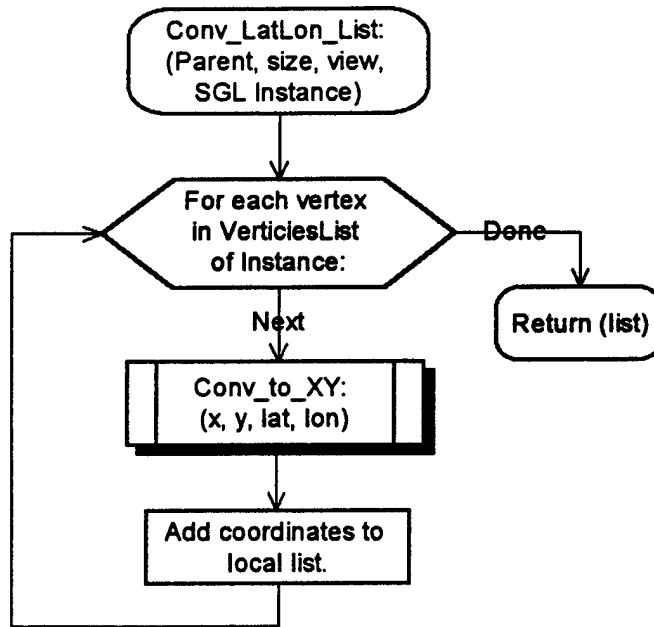 Conv_LatLon_List:
(Parent, size, view,
SGL Instance)
For each vertex
in VerticiesList
of Instance:
Done
Return (list)
Next
Conv_to_XY:
(x, y, lat, lon)
Add coordinates to
local list.